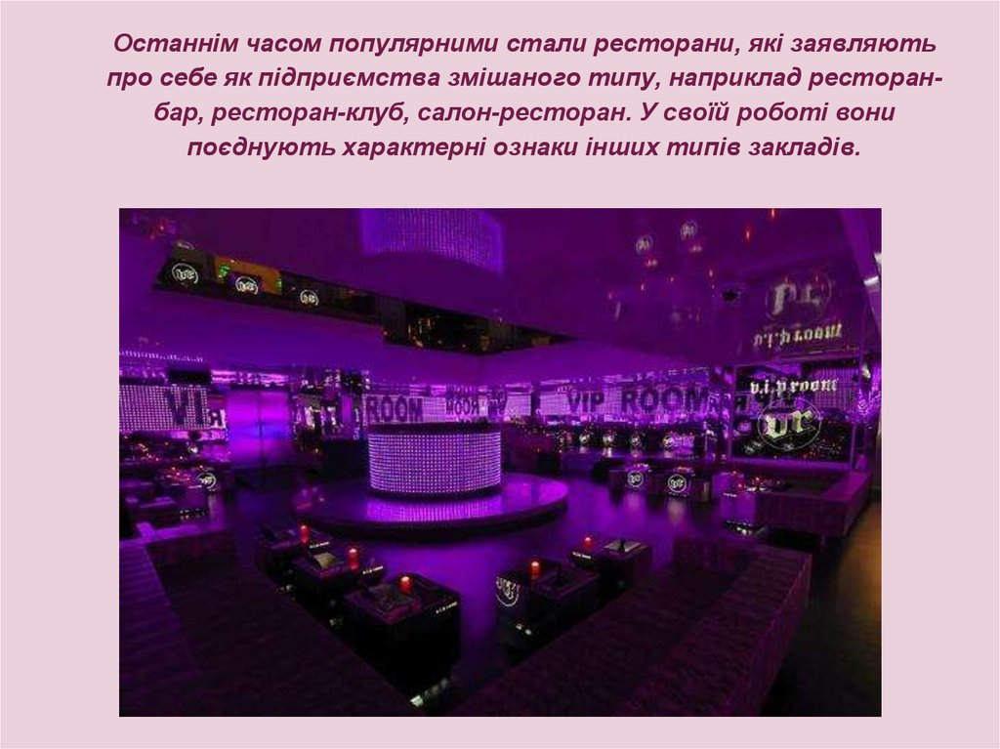 Останнім часом популярними стали ресторани, які заявляють
про себе як підприємства змішаного типу, наприклад ресторан-
бар, ресторан-клуб, салон-ресторан. У своїй роботі вони
поєднують характерні ознаки інших типів закладів.
v.i.p room
VI
ROOM
VIP ROOM